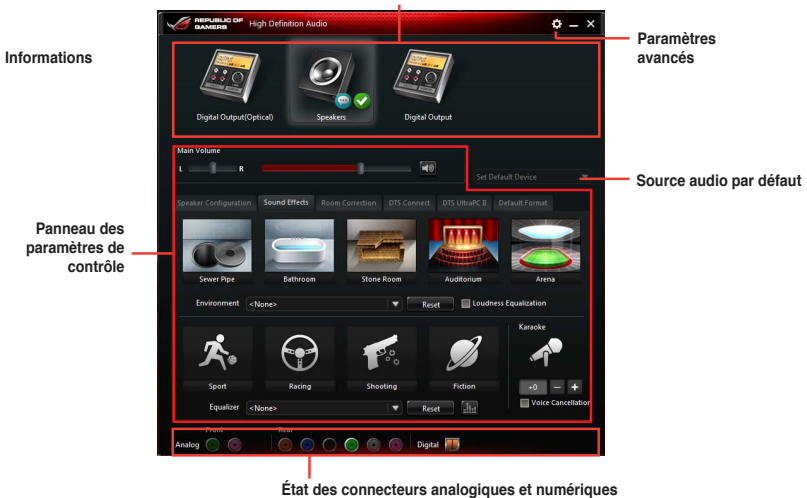 REPUBLIC OF
GAMERS
High Definition Audio
Informations
Paramètres
avancés
Digital Output(Optical)
Speakers
Digital Output
Main Volume
L
R
Set Default Device
Source audio par défaut
Speaker Configuration
Sound Effects
Room Correction
DTS Connect
DTS UltraPC II
Default Format
Panneau des
paramètres de
contrôle
Sewer Pipe
Bathroom
Stone Room
Auditorium
Arena
Environment
<None>
Reset
Loudness Equalization
Karaoke
Sport
Racing
Shooting
Fiction
+0
Equalizer
<None>
Reset
Voice Cancellation
Front
Rear
Analog
Digital
État des connecteurs analogiques et numériques